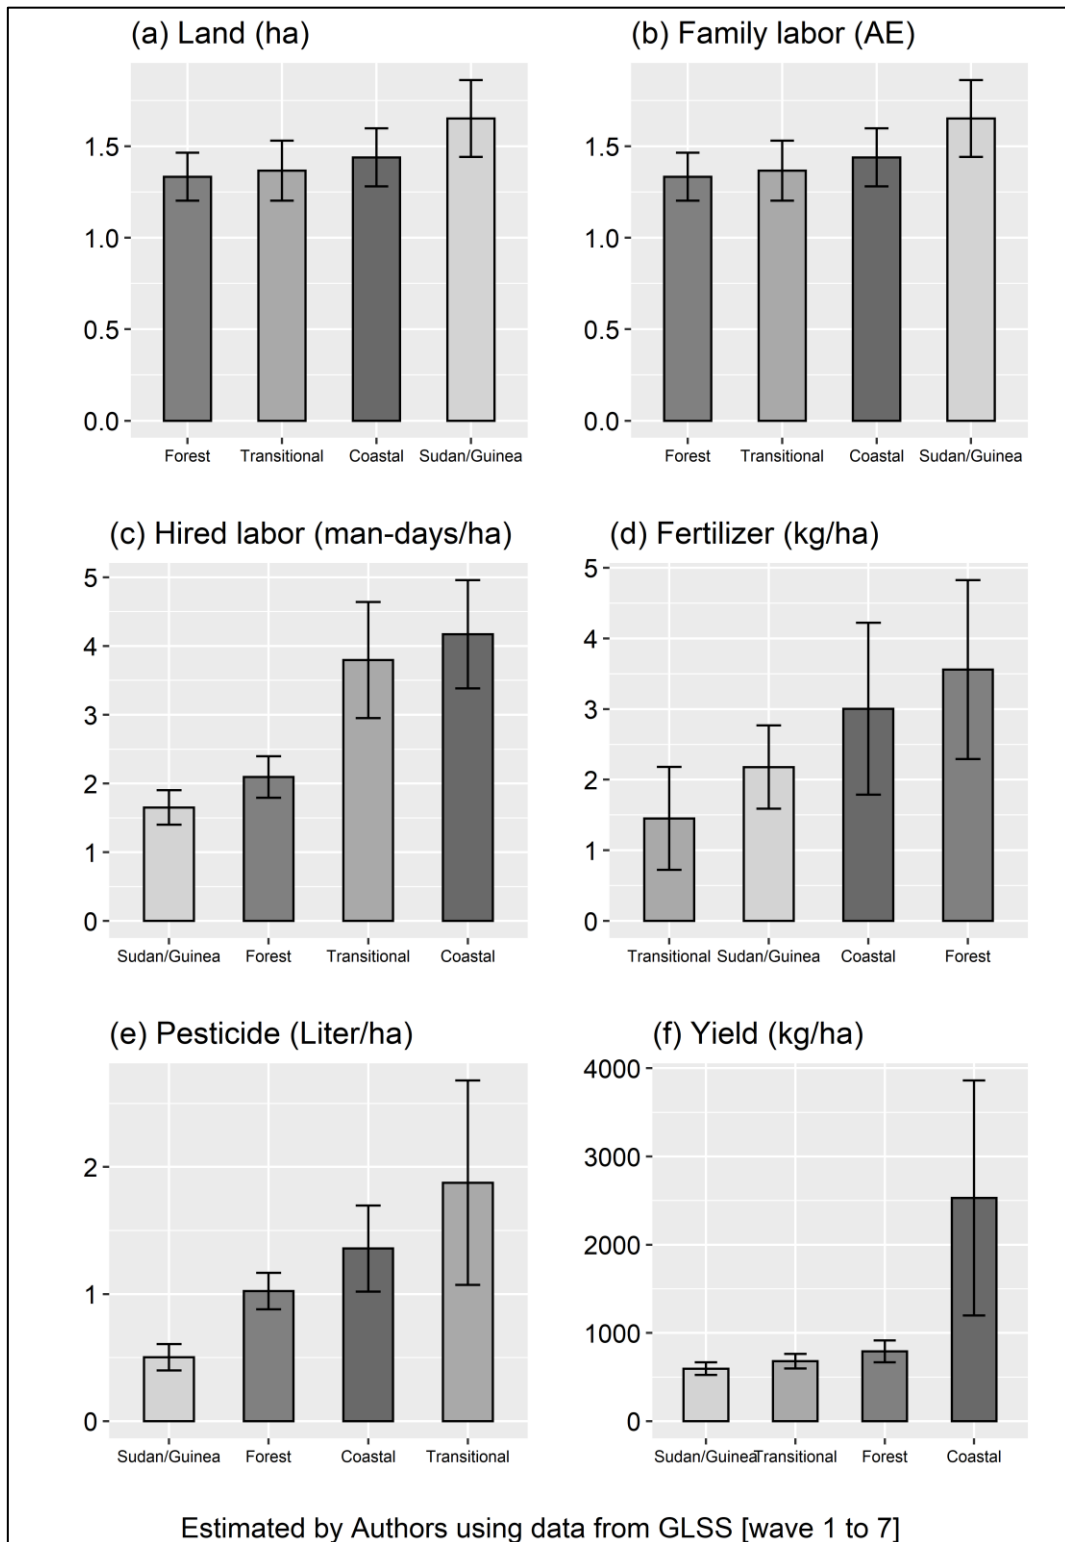 (a) Land (ha)
1.5
1.0
0.5
0.0
Forest Transitional Coastal Sudan/Guinea
(b) Family labor (AE)
1.5
1.0
0.5
0.0
Forest Transitional Coastal Sudan/Guinea
(c) Hired labor (man-days/ha)
5
4
3
2
1
0
Sudan/Guinea Forest Transitional Coastal
(d) Fertilizer (kg/ha)
5
4
3
2
1
0
Transitional Sudan/Guinea Coastal Forest
(e) Pesticide (Liter/ha)
2
1
0
Sudan/Guinea Forest Coastal Transitional
(f) Yield (kg/ha)
4000
3000
2000
1000
0
Sudan/Guinea Transitional Forest Coastal
Estimated by Authors using data from GLSS [wave 1 to 7]